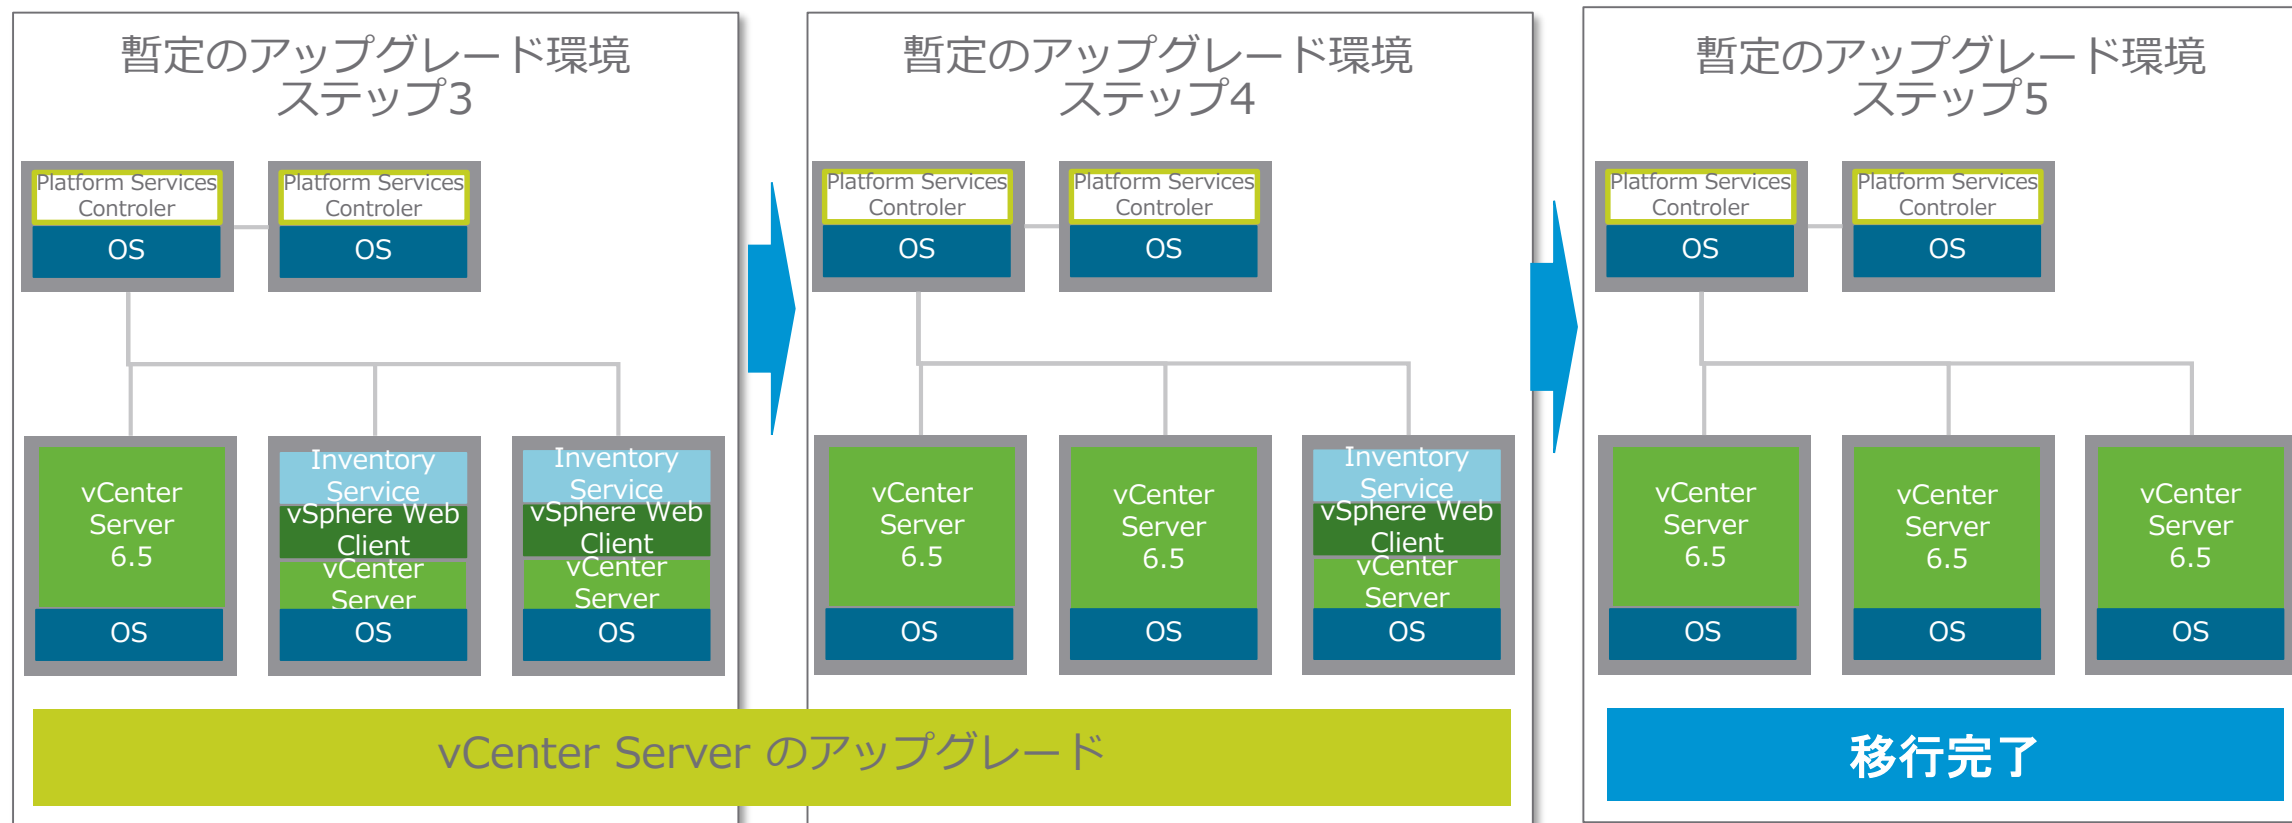 暫定のアップグレード環境
ステップ3
Platform Services
Controler
OS
Platform Services
Controler
OS
vCenter
Server
6.5
OS
Inventory
Service
vSphere Web
Client
vCenter
Server
OS
Inventory
Service
vSphere Web
Client
vCenter
Server
OS
暫定のアップグレード環境
ステップ4
Platform Services
Controler
OS
Platform Services
Controler
OS
vCenter
Server
6.5
OS
vCenter
Server
6.5
OS
Inventory
Service
vSphere Web
Client
vCenter
Server
OS
vCenter Server のアップグレード
暫定のアップグレード環境
ステップ5
Platform Services
Controler
OS
Platform Services
Controler
OS
vCenter
Server
6.5
OS
vCenter
Server
6.5
OS
vCenter
Server
6.5
OS
移行完了